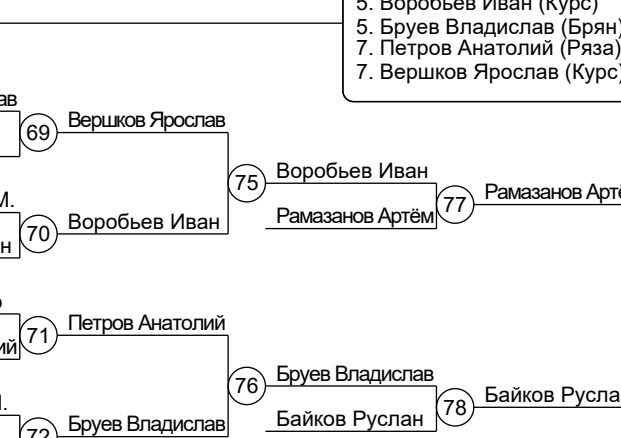 5. Воробьев Иван (Курс)
5. Бруев Владислав (Брян)
7. Петров Анатолий (Ряза)
7. Вершков Ярослав (Курс)
69 Вершков Ярослав
75 Воробьев Иван
Рамазанов Артём
77
70 Воробьев Иван
71 Петров Анатолий
76 Бруев Владислав
Байков Руслан
78
72 Бруев Владислав